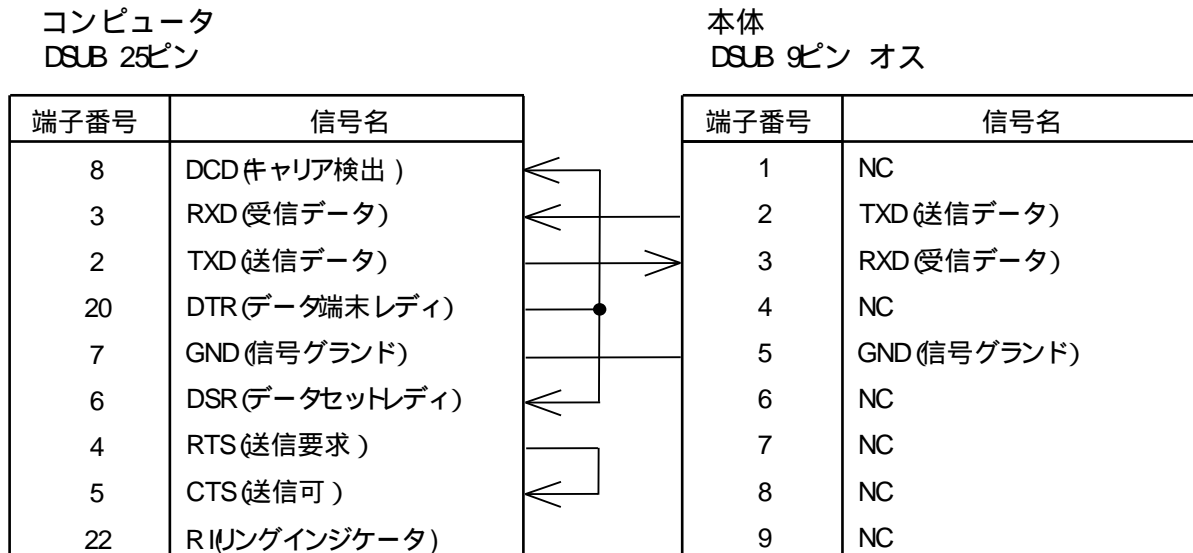 コンピュータ 本体
DSUB 25ピン DSUB 9ピン オス
端子番号 信号名 端子番号 信号名
8 DCD(キャリア検出) 1 NC
3 RXD(受信データ) 2 TXD(送信データ)
2 TXD(送信データ) 3 RXD(受信データ)
20 DTR(データ端末レディ) 4 NC
7 GND(信号グランド) 5 GND(信号グランド)
6 DSR(データセットレディ) 6 NC
4 RTS(送信要求) 7 NC
5 CTS(送信可) 8 NC
22 RI(リングインジケータ) 9 NC